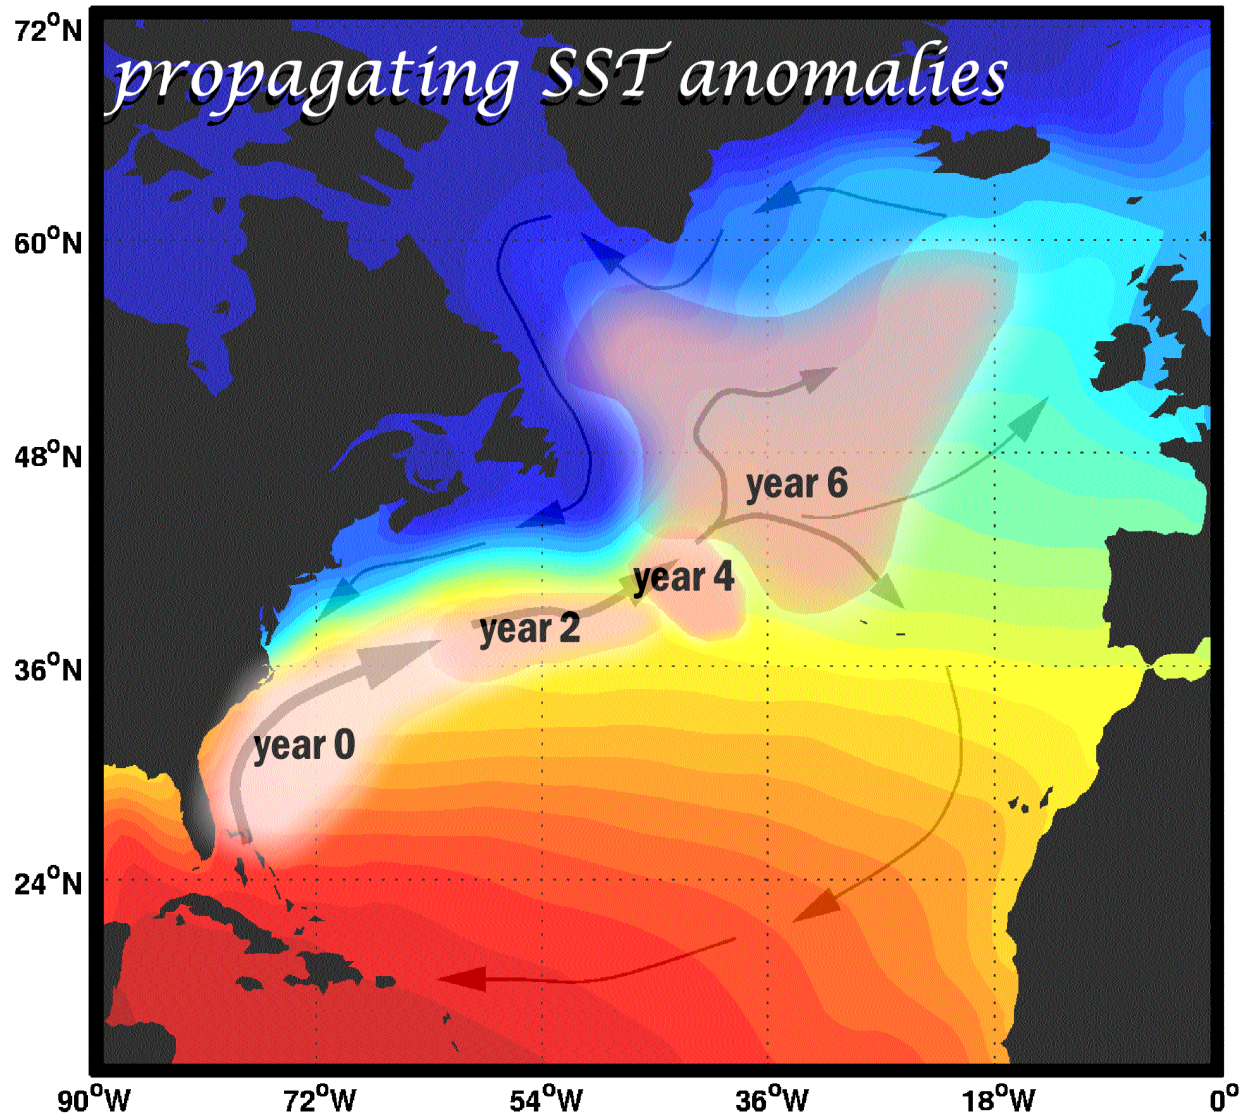 propagating SST anomalies
72°N
60°N
48°N
36°N
24°N
year 6
year 4
year 2
year 0
90°W 72°W 54°W 36°W 18°W 0°